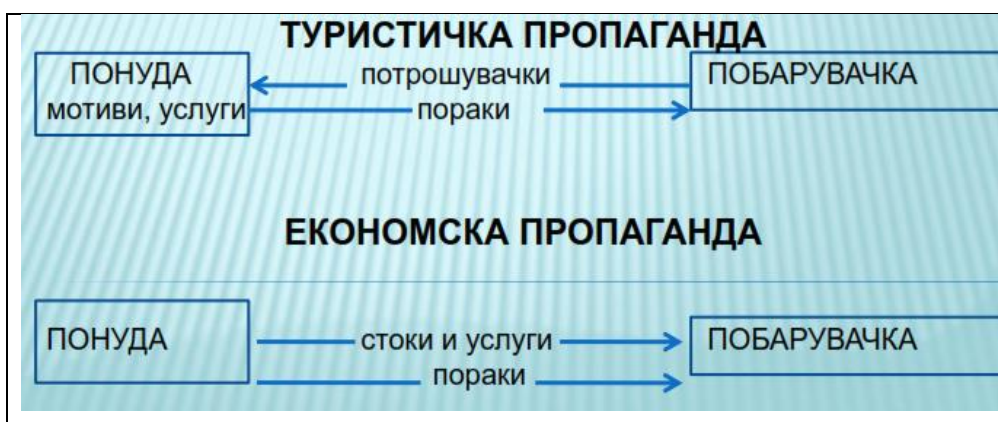 ТУРИСТИЧКА ПРОПАГАНДА
ПОНУДА
мотиви, услуги
потрошувачки
пораки
ПОБАРУВАЧКА
ЕКОНОМСКА ПРОПАГАНДА
ПОНУДА
стоки и услуги
пораки
ПОБАРУВАЧКА